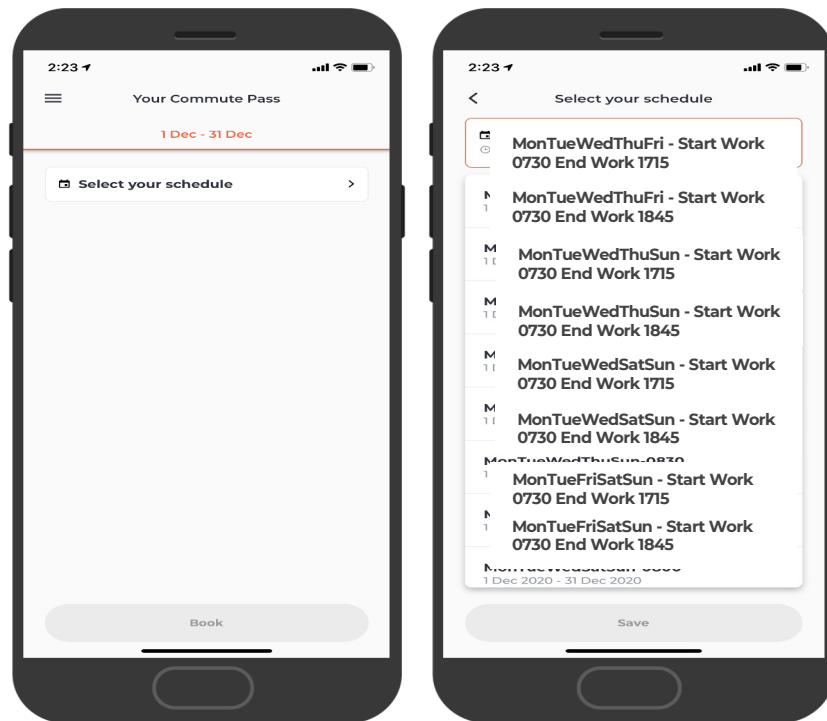 2:23
Your Commute Pass
1 Dec - 31 Dec
Select your schedule
Book
2:23
Select your schedule
MonTueWedThuFri - Start Work
0730 End Work 1715
MonTueWedThuFri - Start Work
0730 End Work 1845
MonTueWedThuSun - Start Work
0730 End Work 1715
MonTueWedThuSun - Start Work
0730 End Work 1845
MonTueWedSatSun - Start Work
0730 End Work 1715
MonTueWedSatSun - Start Work
0730 End Work 1845
MonTueWedThuSun-0830
MonTueFriSatSun - Start Work
0730 End Work 1715
MonTueFriSatSun - Start Work
0730 End Work 1845
1 Dec 2020 - 31 Dec 2020
Save